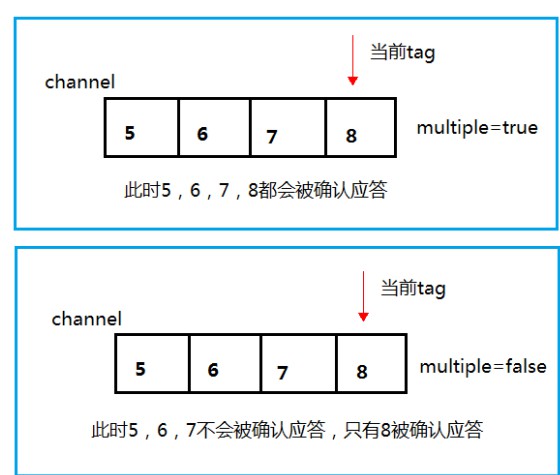 当前tag
channel
5 6 7 8 multiple=true
此时5，6，7，8都会被确认应答
当前tag
channel
5 6 7 8 multiple=false
此时5，6，7不会被确认应答，只有8被确认应答